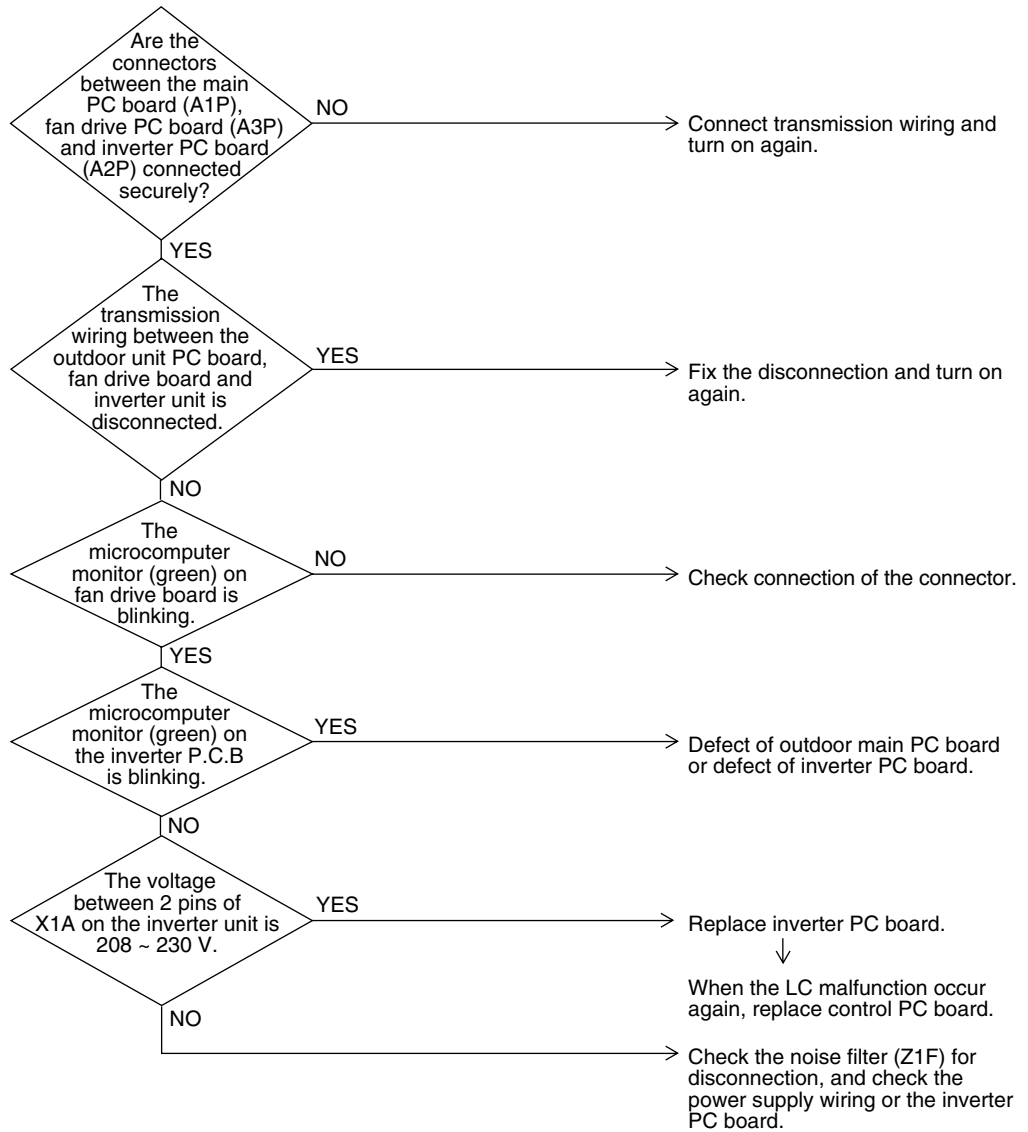 Are the
connectors
between the main
PC board (A1P),
fan drive PC board (A3P)
and inverter PC board
(A2P) connected
securely?
NO
Connect transmission wiring and
turn on again.
YES
The
transmission
wiring between the
outdoor unit PC board,
fan drive board and
inverter unit is
disconnected.
YES
Fix the disconnection and turn on
again.
NO
The
microcomputer
monitor (green) on
fan drive board is
blinking.
NO
Check connection of the connector.
YES
The
microcomputer
monitor (green) on
the inverter P.C.B
is blinking.
YES
Defect of outdoor main PC board
or defect of inverter PC board.
NO
The voltage
between 2 pins of
X1A on the inverter unit is
208 ~ 230 V.
YES
Replace inverter PC board.
When the LC malfunction occur
again, replace control PC board.
NO
Check the noise filter (Z1F) for
disconnection, and check the
power supply wiring or the inverter
PC board.